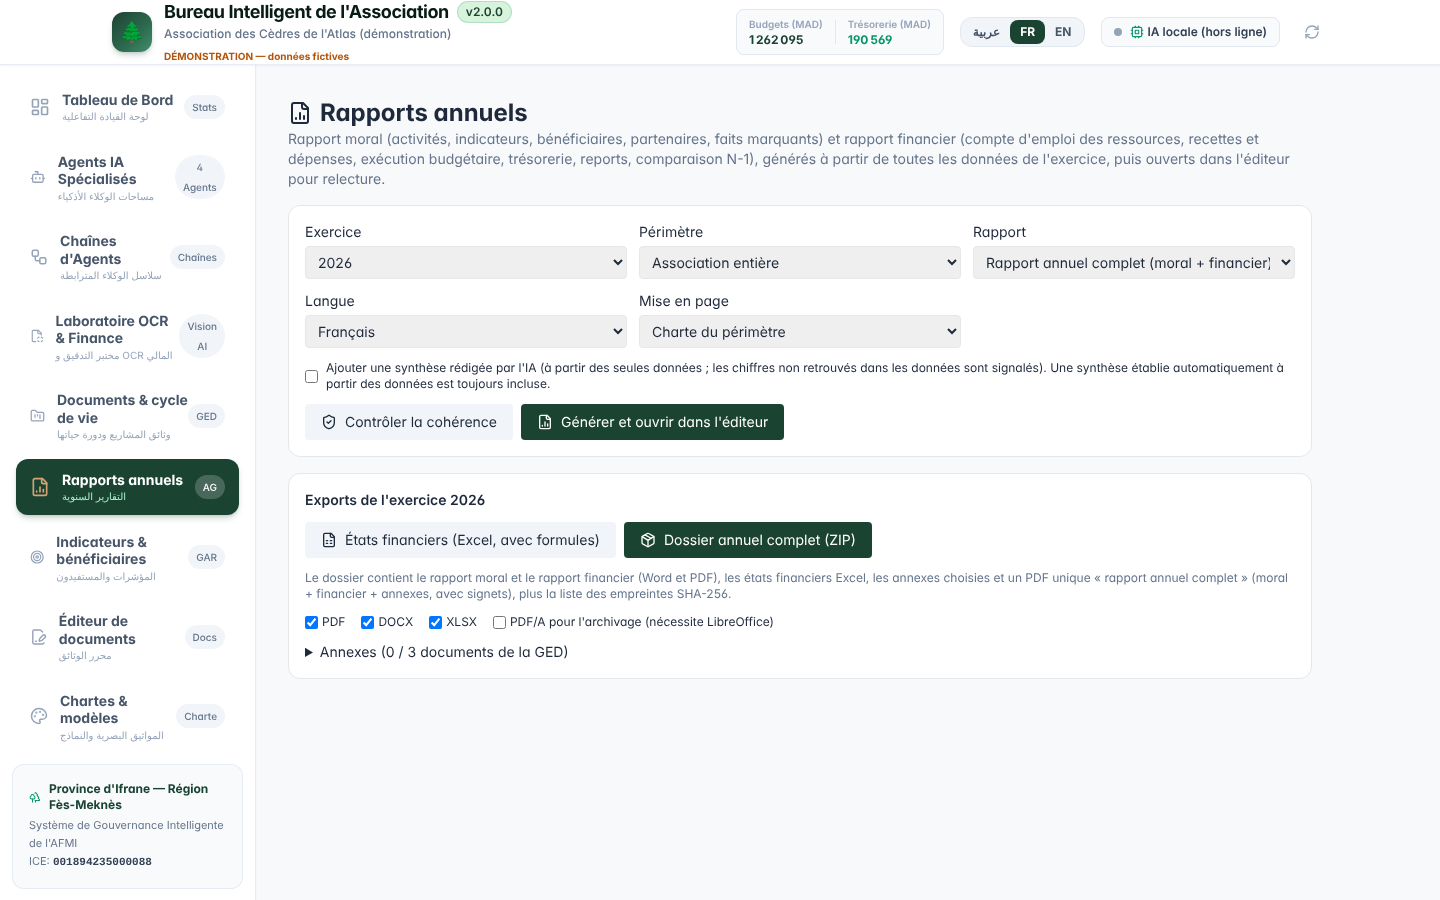 Bureau Intelligent de l'Association v2.0.0
Association des Cèdres de l'Atlas (démonstration)
DÉMONSTRATION — données fictives
Budgets (MAD)
1 262 095
Trésorerie (MAD)
190 569
عربية FR EN
IA locale (hors ligne)
Tableau de Bord
لوحة القيادة التفاعلية
Stats
Agents IA
Spécialisés
مساحات الوكلاء الأذكياء
4
Agents
Chaînes
d'Agents
سلاسل الوكلاء المترابطة
Chaînes
Laboratoire OCR
& Finance
المالي OCR مختبر التدقيق و
Vision
AI
Documents & cycle
de vie
وثائق المشاريع ودورة حياتها
GED
Rapports annuels
التقارير السنوية
AG
Indicateurs &
bénéficiaires
المؤشرات والمستفيدون
GAR
Éditeur de
documents
محرر الوثائق
Docs
Chartes &
modèles
المواثيق البصرية والنماذج
Charte
Province d'Ifrane — Région
Fès-Meknès
Système de Gouvernance Intelligente
de l'AFMI
ICE: 001894235000088
Rapports annuels
Rapport moral (activités, indicateurs, bénéficiaires, partenaires, faits marquants) et rapport financier (compte d'emploi des ressources, recettes et
dépenses, exécution budgétaire, trésorerie, reports, comparaison N-1), générés à partir de toutes les données de l'exercice, puis ouverts dans l'éditeur
pour relecture.
Exercice
2026
Périmètre
Association entière
Rapport
Rapport annuel complet (moral + financier)
Langue
Français
Mise en page
Charte du périmètre
Ajouter une synthèse rédigée par l'IA (à partir des seules données ; les chiffres non retrouvés dans les données sont signalés). Une synthèse établie automatiquement à
partir des données est toujours incluse.
Contrôler la cohérence
Générer et ouvrir dans l'éditeur
Exports de l'exercice 2026
États financiers (Excel, avec formules)
Dossier annuel complet (ZIP)
Le dossier contient le rapport moral et le rapport financier (Word et PDF), les états financiers Excel, les annexes choisies et un PDF unique « rapport annuel complet » (moral
+ financier + annexes, avec signets), plus la liste des empreintes SHA-256.
PDF DOCX XLSX PDF/A pour l'archivage (nécessite LibreOffice)
Annexes (0 / 3 documents de la GED)